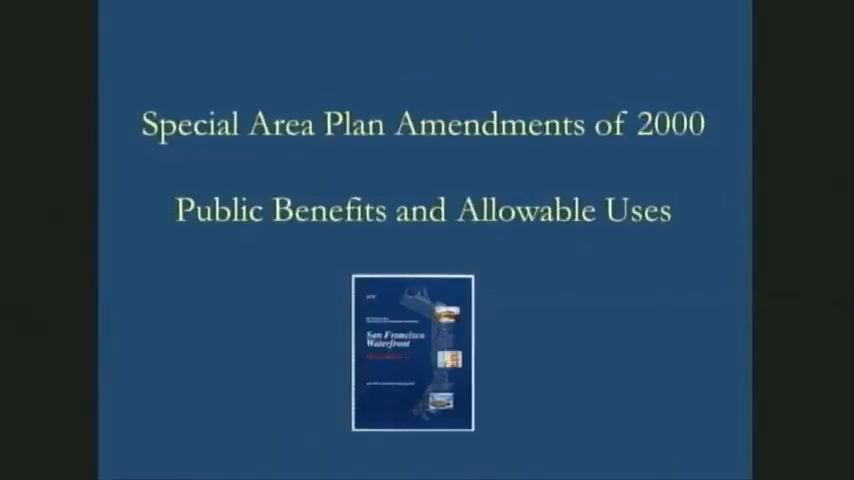 Special Area Plan Amendments of 2000
Public Benefits and Allowable Uses
San Francisco
Waterfront